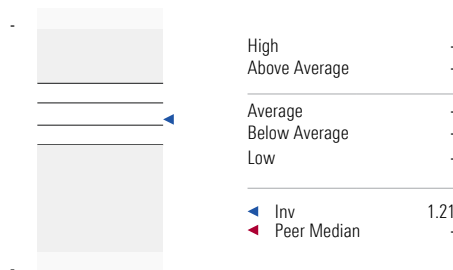 -
High -
Above Average -
Average -
Below Average -
Low -
Inv 1.21
Peer Median -
-